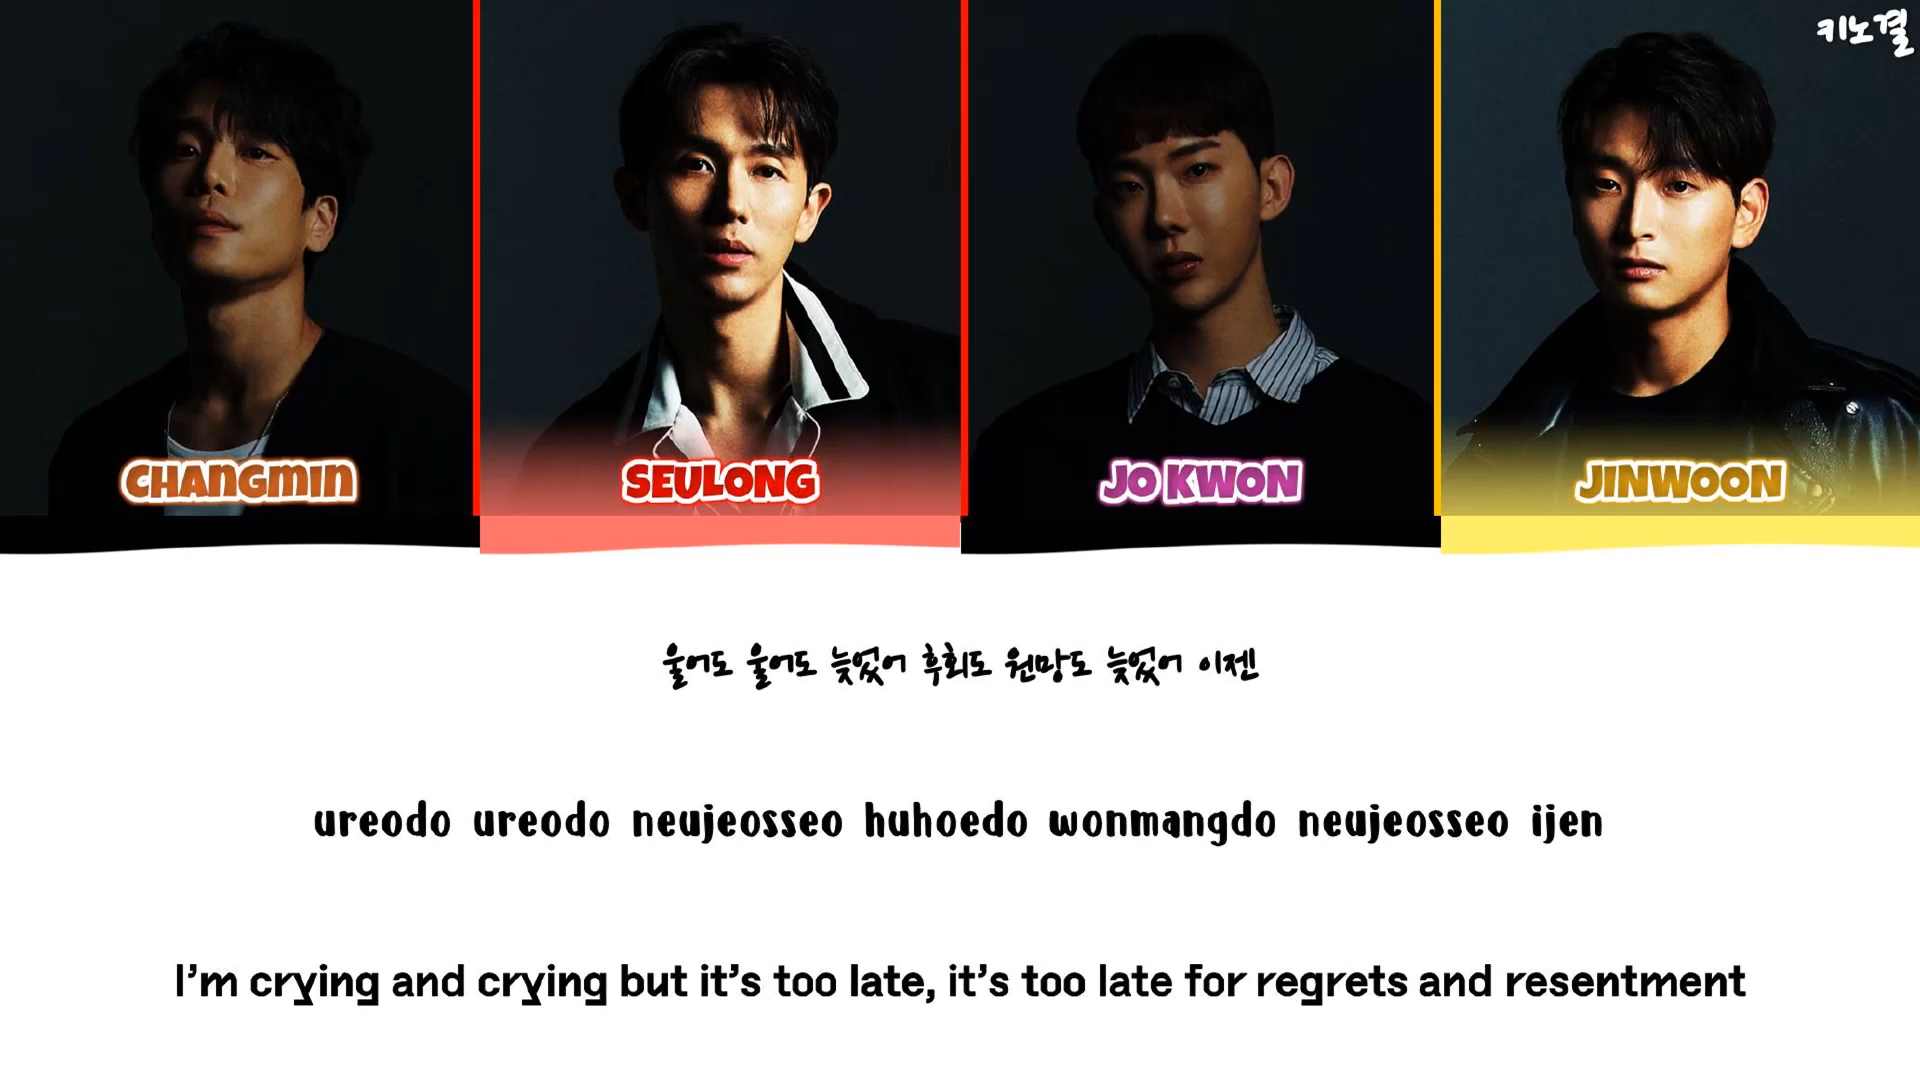 키노결
CHANGMIN
SEULONG
JO KWON
JINWOON
울어도 울어도 늦었어 후회도 원망도 늦었어 이젠
ureodo ureodo neujeosseo huhoedo wonmangdo neujeosseo ijen
I'm crying and crying but it's too late, it's too late for regrets and resentment